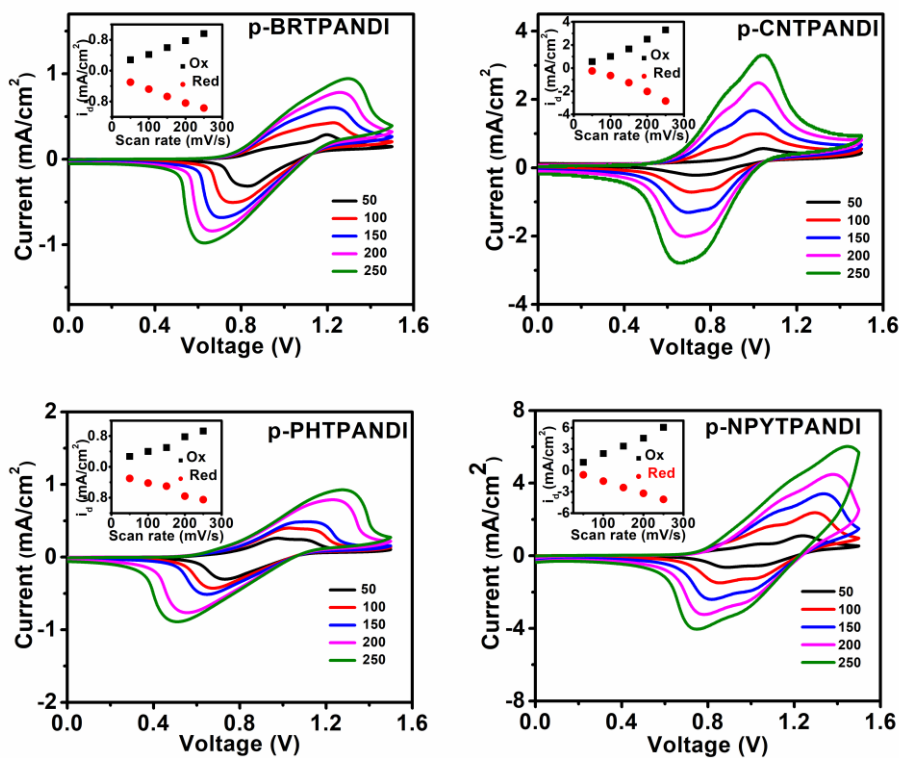 p-BRTPANDI
Current (mA/cm²)
1
0
-1
0.0 0.4 0.8 1.2 1.6
Voltage (V)
50
100
150
200
250
i_d (mA/cm²)
0.8
0.0
0.8
Ox
Red
0 100 200 300
Scan rate (mV/s)
p-CNTPANDI
Current (mA/cm²)
4
2
0
-2
-4
0.0 0.4 0.8 1.2 1.6
Voltage (V)
50
100
150
200
250
i_d (mA/cm²)
4
2
0
-2
-4
Ox
Red
0 100 200 300
Scan rate (mV/s)
p-PHTPANDI
Current (mA/cm²)
2
1
0
-1
-2
0.0 0.4 0.8 1.2 1.6
Voltage (V)
50
100
150
200
250
i_d (mA/cm²)
0.8
0.0
-0.8
Ox
Red
0 100 200 300
Scan rate (mV/s)
p-NPYTPANDI
Current (mA/cm²)
8
4
0
-4
-8
0.0 0.4 0.8 1.2 1.6
Voltage (V)
50
100
150
200
250
i_d (mA/cm²)
6
3
0
-3
-6
Ox
Red
100 200 300
Scan rate (mV/s)